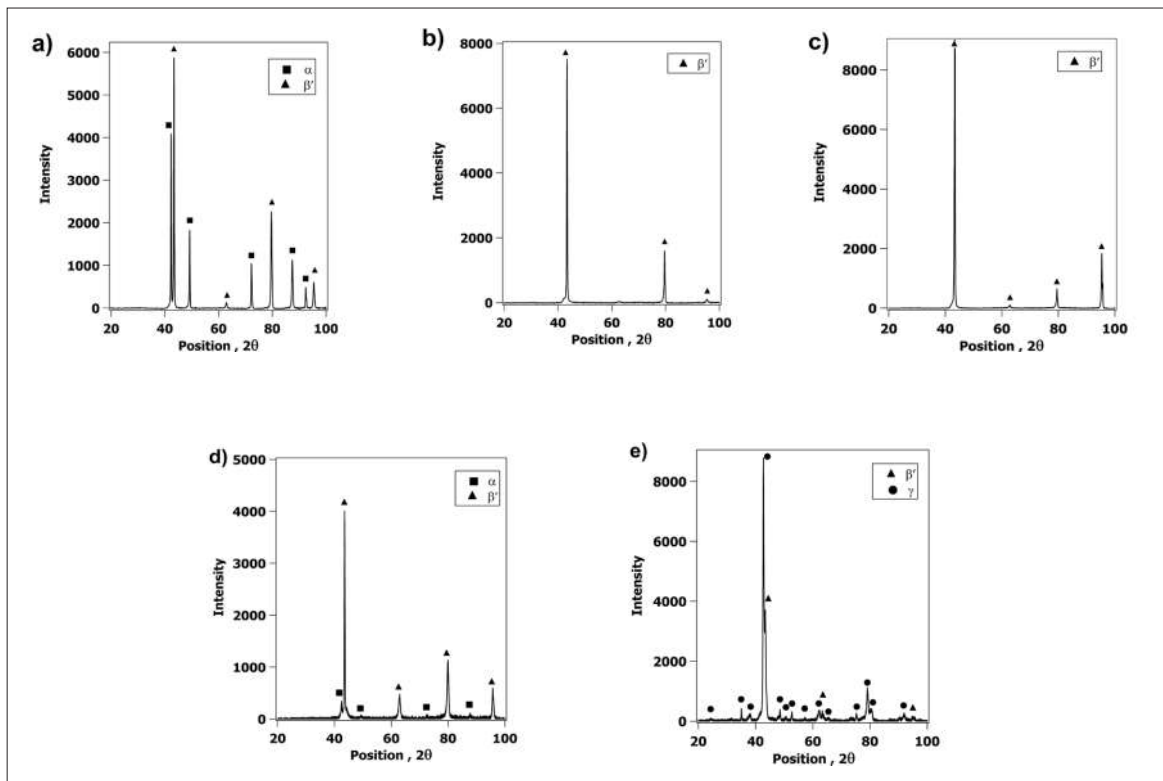 a)
6000
5000
4000
3000
2000
1000
0
Intensity
20 40 60 80 100
Position , 2θ
■ α
▲ β'
b)
8000
6000
4000
2000
0
Intensity
20 40 60 80 100
Position , 2θ
▲ β'
c)
8000
6000
4000
2000
0
Intensity
20 40 60 80 100
Position , 2θ
▲ β'
d)
5000
4000
3000
2000
1000
0
Intensity
20 40 60 80 100
Position , 2θ
■ α
▲ β'
e)
8000
6000
4000
2000
0
Intensity
20 40 60 80 100
Position , 2θ
▲ β'
● γ